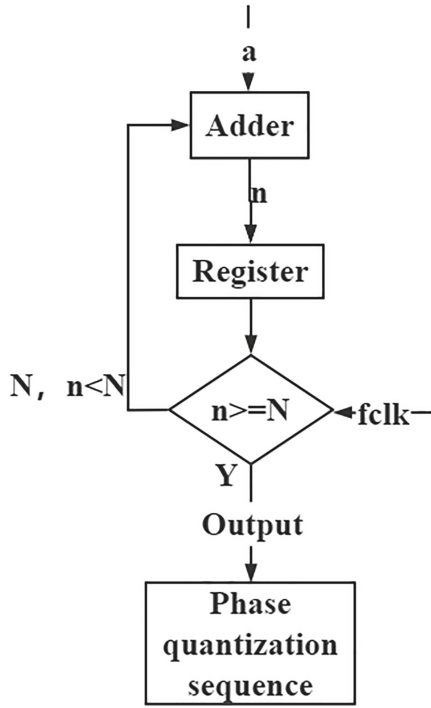 a
Adder
n
Register
N, n<N
n>=N
fclk
Y
Output
Phase
quantization
sequence